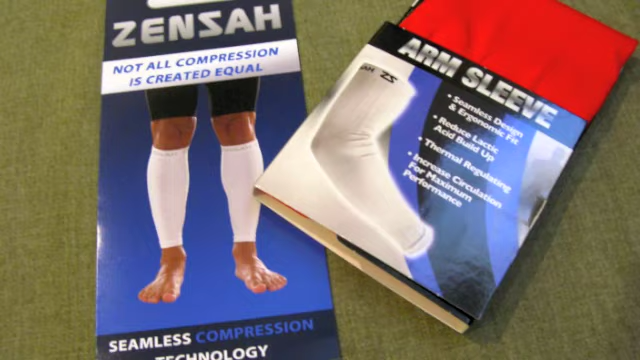 ZENSAH
NOT ALL COMPRESSION
IS CREATED EQUAL
SEAMLESS COMPRESSION
TECHNOLOGY
ARM SLEEVE
• Seamless Design
& Ergonomic Fit
• Reduce Lactic
Acid Build Up
• Thermal Regulating
• Increase Circulation
For Maximum
Performance